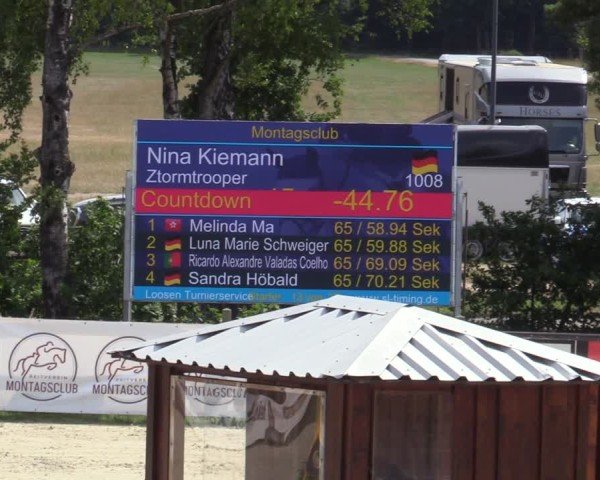 HORSES
Montagsclub
Nina Kiemann
Ztormtrooper 1008
Countdown -44.76
1 Melinda Ma 65 / 58.94 Sek
2 Luna Marie Schweiger 65 / 59.88 Sek
3 Ricardo Alexandre Valadas Coelho 65 / 69.09 Sek
4 Sandra Höbald 65 / 70.21 Sek
Loosen Turnierservice
REITVEREIN
MONTAGSCLUB
MONTAGSCLUB